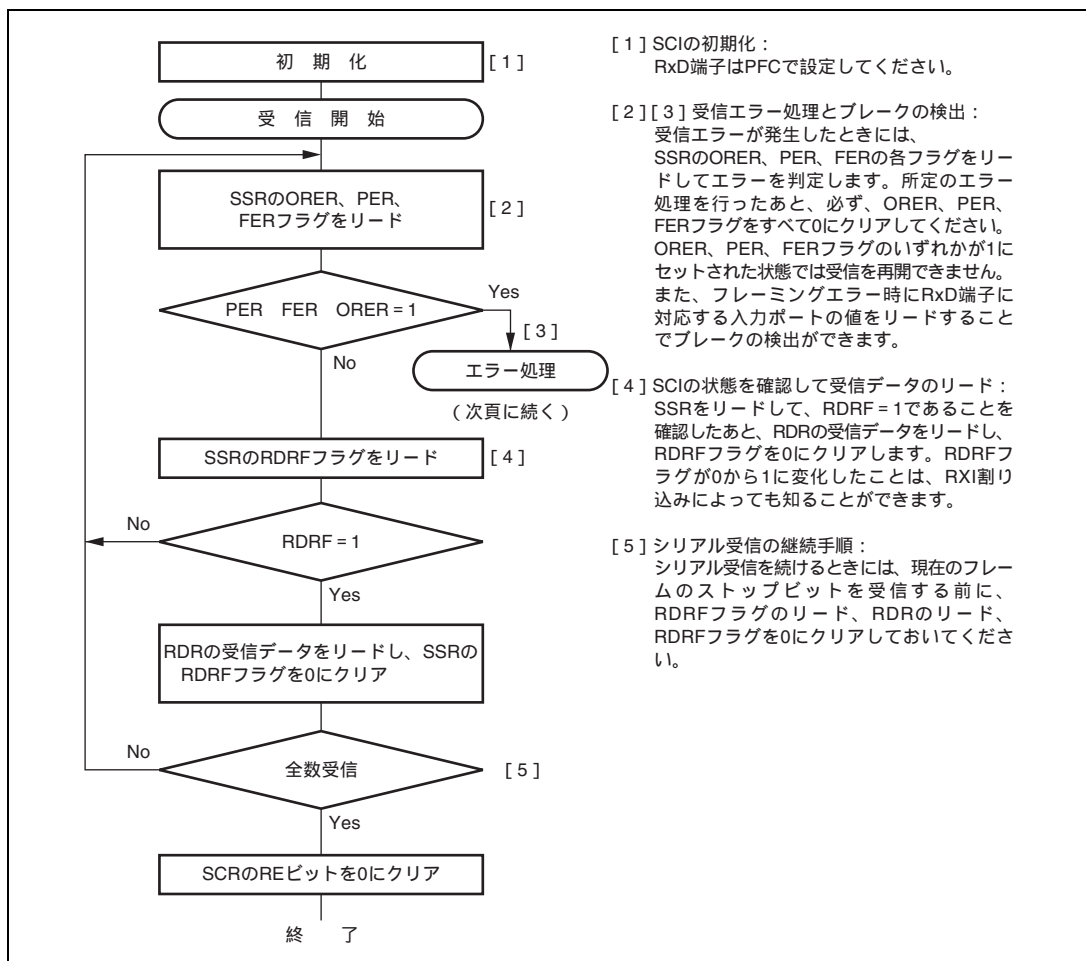 初 期 化
[ 1 ]
受 信 開 始
SSRのORER、PER、
FERフラグをリード
[ 2 ]
PER FER ORER = 1
Yes
[ 3 ]
No
エラー処理
( 次頁に続く )
SSRのRDRFフラグをリード
[ 4 ]
No
RDRF = 1
Yes
RDRの受信データをリードし、SSRの
RDRFフラグを0にクリア
No
全数受信
[ 5 ]
Yes
SCRのREビットを0にクリア
終 了
[ 1 ] SCIの初期化 :
RxD端子はPFCで設定してください。
[ 2 ] [ 3 ] 受信エラー処理とブレークの検出 :
受信エラーが発生したときには、
SSRのORER、PER、FERの各フラグをリー
ドしてエラーを判定します。所定のエラー
処理を行ったあと、必ず、ORER、PER、
FERフラグをすべて0にクリアしてください。
ORER、PER、FERフラグのいずれかが1に
セットされた状態では受信を再開できません。
また、フレーミングエラー時にRxD端子に
対応する入力ポートの値をリードすること
でブレークの検出ができます。
[ 4 ] SCIの状態を確認して受信データのリード :
SSRをリードして、RDRF = 1であることを
確認したあと、RDRの受信データをリードし、
RDRFフラグを0にクリアします。RDRFフ
ラグが0から1に変化したことは、RXI割り
込みによっても知ることができます。
[ 5 ] シリアル受信の継続手順 :
シリアル受信を続けるときには、現在のフレー
ムのストップビットを受信する前に、
RDRFフラグのリード、RDRのリード、
RDRFフラグを0にクリアしておいてくださ
い。